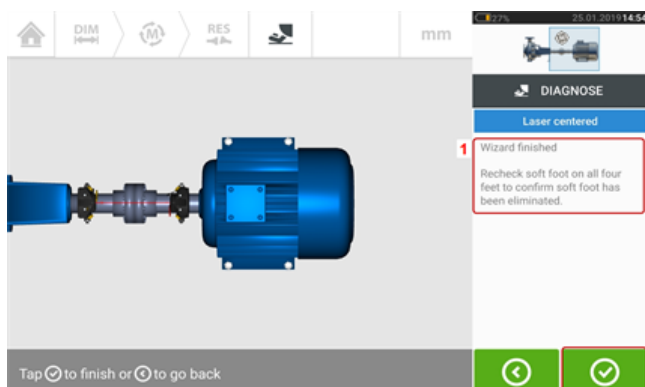 DIM
M
RES
mm
27%
25.01.2019 14:54
DIAGNOSE
Laser centered
1
Wizard finished
Recheck soft foot on all four
feet to confirm soft foot has
been eliminated.
Tap to finish or to go back